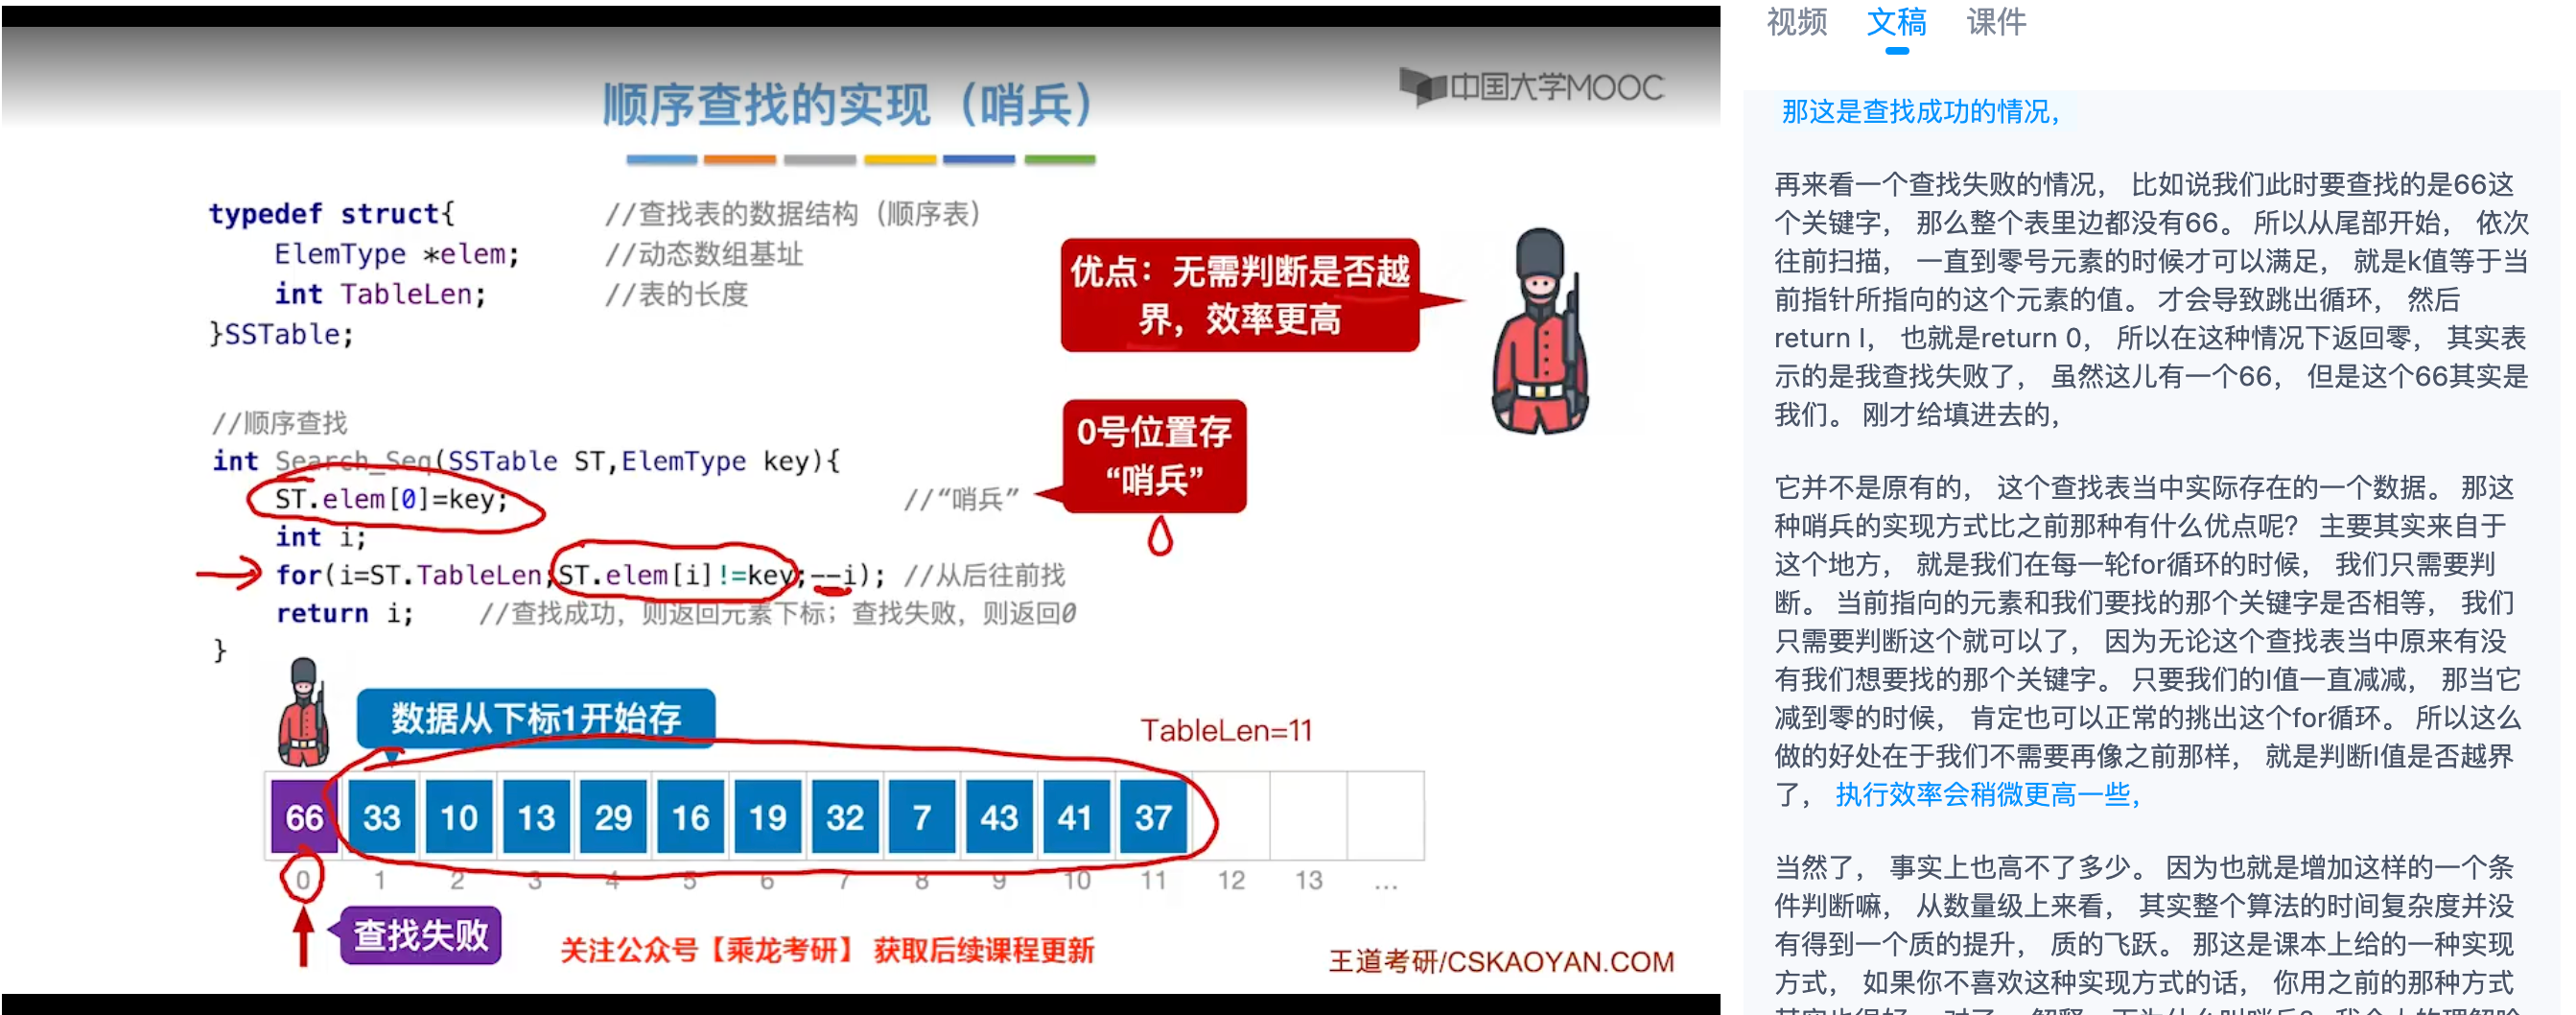 顺序查找的实现（哨兵）
中国大学MOOC
typedef struct{ //查找表的数据结构（顺序表）
ElemType *elem; //动态数组基址
int TableLen; //表的长度
}SSTable;
优点：无需判断是否越
界，效率更高
//顺序查找
int Search_Seq(SSTable ST,ElemType key){
ST.elem[0]=key; //“哨兵”
int i;
for(i=ST.TableLen;ST.elem[i]!=key;--i); //从后往前找
return i; //查找成功，则返回元素下标；查找失败，则返回0
}
0号位置存
“哨兵”
数据从下标1开始存
TableLen=11
66 33 10 13 29 16 19 32 7 43 41 37
0 1 2 3 4 5 6 7 8 9 10 11 12 13 ...
查找失败
关注公众号【乘龙考研】 获取后续课程更新
王道考研/CSKAOYAN.COM
视频 文稿 课件
那这是查找成功的情况，
再来看一个查找失败的情况， 比如说我们此时要查找的是66这
个关键字， 那么整个表里边都没有66。 所以从尾部开始， 依次
往前扫描， 一直到零号元素的时候才可以满足， 就是k值等于当
前指针所指向的这个元素的值。 才会导致跳出循环， 然后
return I， 也就是return 0， 所以在这种情况下返回零， 其实表
示的是我查找失败了， 虽然这儿有一个66， 但是这个66其实是
我们。 刚才给填进去的，
它并不是原有的， 这个查找表当中实际存在的一个数据。 那这
种哨兵的实现方式比之前那种有什么优点呢？ 主要其实来自于
这个地方， 就是我们在每一轮for循环的时候， 我们只需要判
断。 当前指向的元素和我们要找的那个关键字是否相等， 我们
只需要判断这个就可以了， 因为无论这个查找表当中原来有没
有我们想要找的那个关键字。 只要我们的I值一直减减， 那当它
减到零的时候， 肯定也可以正常的挑出这个for循环。 所以这么
做的好处在于我们不需要再像之前那样， 就是判断I值是否越界
了， 执行效率会稍微更高一些，
当然了， 事实上也高不了多少。 因为也就是增加这样的一个条
件判断嘛， 从数量级上来看， 其实整个算法的时间复杂度并没
有得到一个质的提升， 质的飞跃。 那这是课本上给的一种实现
方式， 如果你不喜欢这种实现方式的话， 你用之前的那种方式